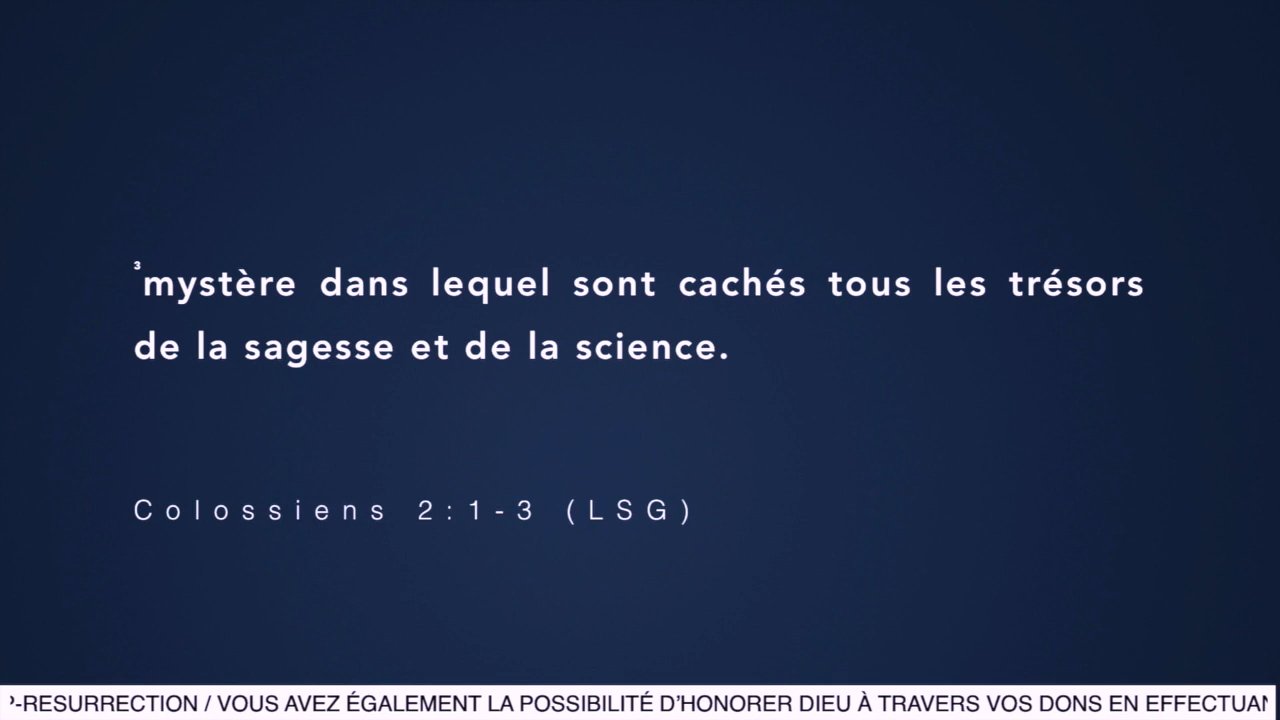 ³mystère dans lequel sont cachés tous les trésors
de la sagesse et de la science.
Colossiens 2:1-3 (LSG)
-RESURRECTION / VOUS AVEZ ÉGALEMENT LA POSSIBILITÉ D'HONORER DIEU À TRAVERS VOS DONS EN